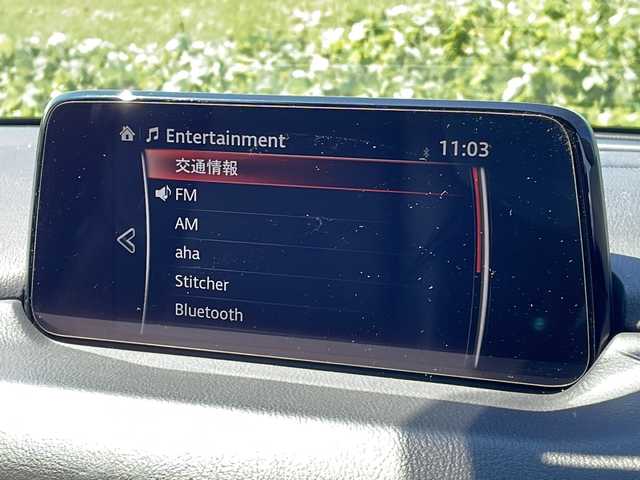 Entertainment
11:03
交通情報
FM
AM
aha
Stitcher
Bluetooth